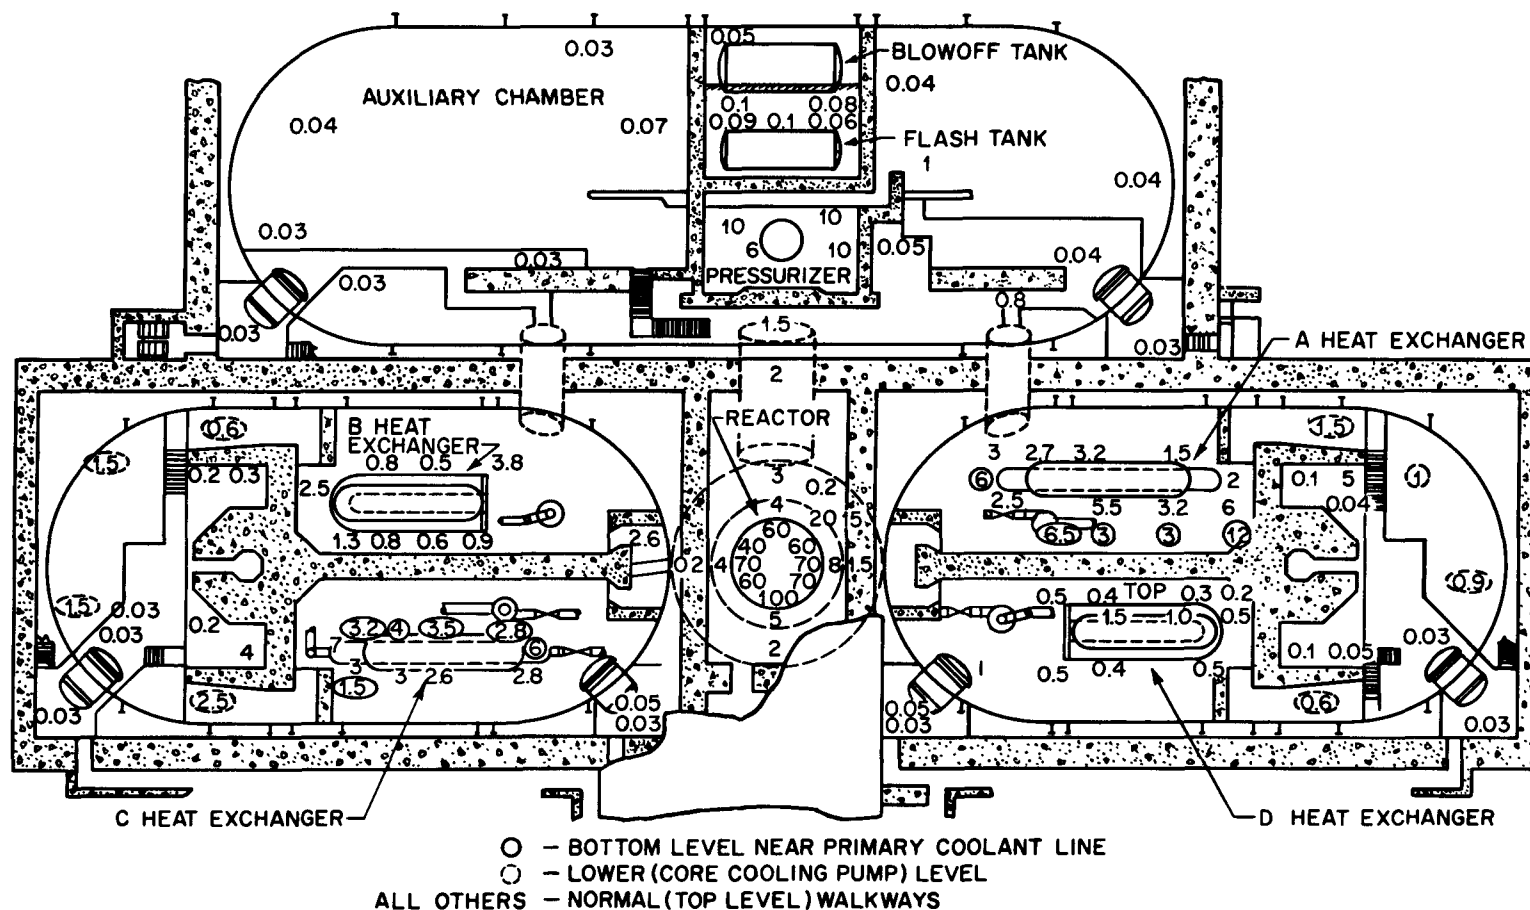 0.03
0.05
BLOWOFF TANK
0.04
AUXILIARY CHAMBER
0.1 0.08
0.04
0.07
0.09 0.1 0.06
FLASH TANK
1
0.04
10 10
0.03
6 10
0.05
0.03
0.04
PRESSURIZER
0.03
0.8
0.03
1.5
0.03
A HEAT EXCHANGER
2
REACTOR
0.6
B HEAT
EXCHANGER
1.5
3.8
0.8 0.5
1.5
0.2 0.3
2.5
3
0.2
3 2.7 3.2 1.5
6
2
0.1 5
1
4
2.5
5.5 3.2 6
0.04
20 15
60
1.3 0.8 0.6 0.9
2.6
40 60
6.5 3 3 12
0.2 4 70 70 8 1.5
60 70
100
0.9
1.5
0.03
0.03
0.5 0.4 TOP 0.3 0.2
1.5 1.0 0.5
0.2
3.2 4 3.5 2.8
5
4
7
6
2
0.1 0.05 0.03
3 3 2.6 2.8
1
0.5 0.4 0.5
1.5
2.5
0.05
0.03
0.05
0.03
0.6
0.03
0.03
C HEAT EXCHANGER
D HEAT EXCHANGER
– BOTTOM LEVEL NEAR PRIMARY COOLANT LINE
– LOWER (CORE COOLING PUMP) LEVEL
ALL OTHERS – NORMAL (TOP LEVEL) WALKWAYS